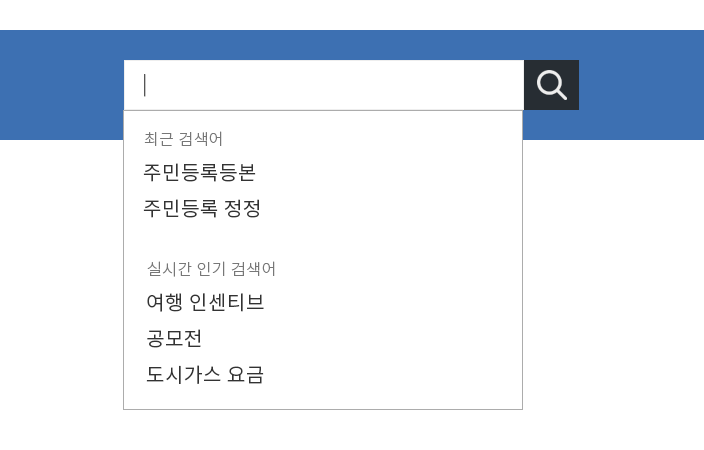 최근 검색어
주민등록등본
주민등록 정정
실시간 인기 검색어
여행 인센티브
공모전
도시가스 요금